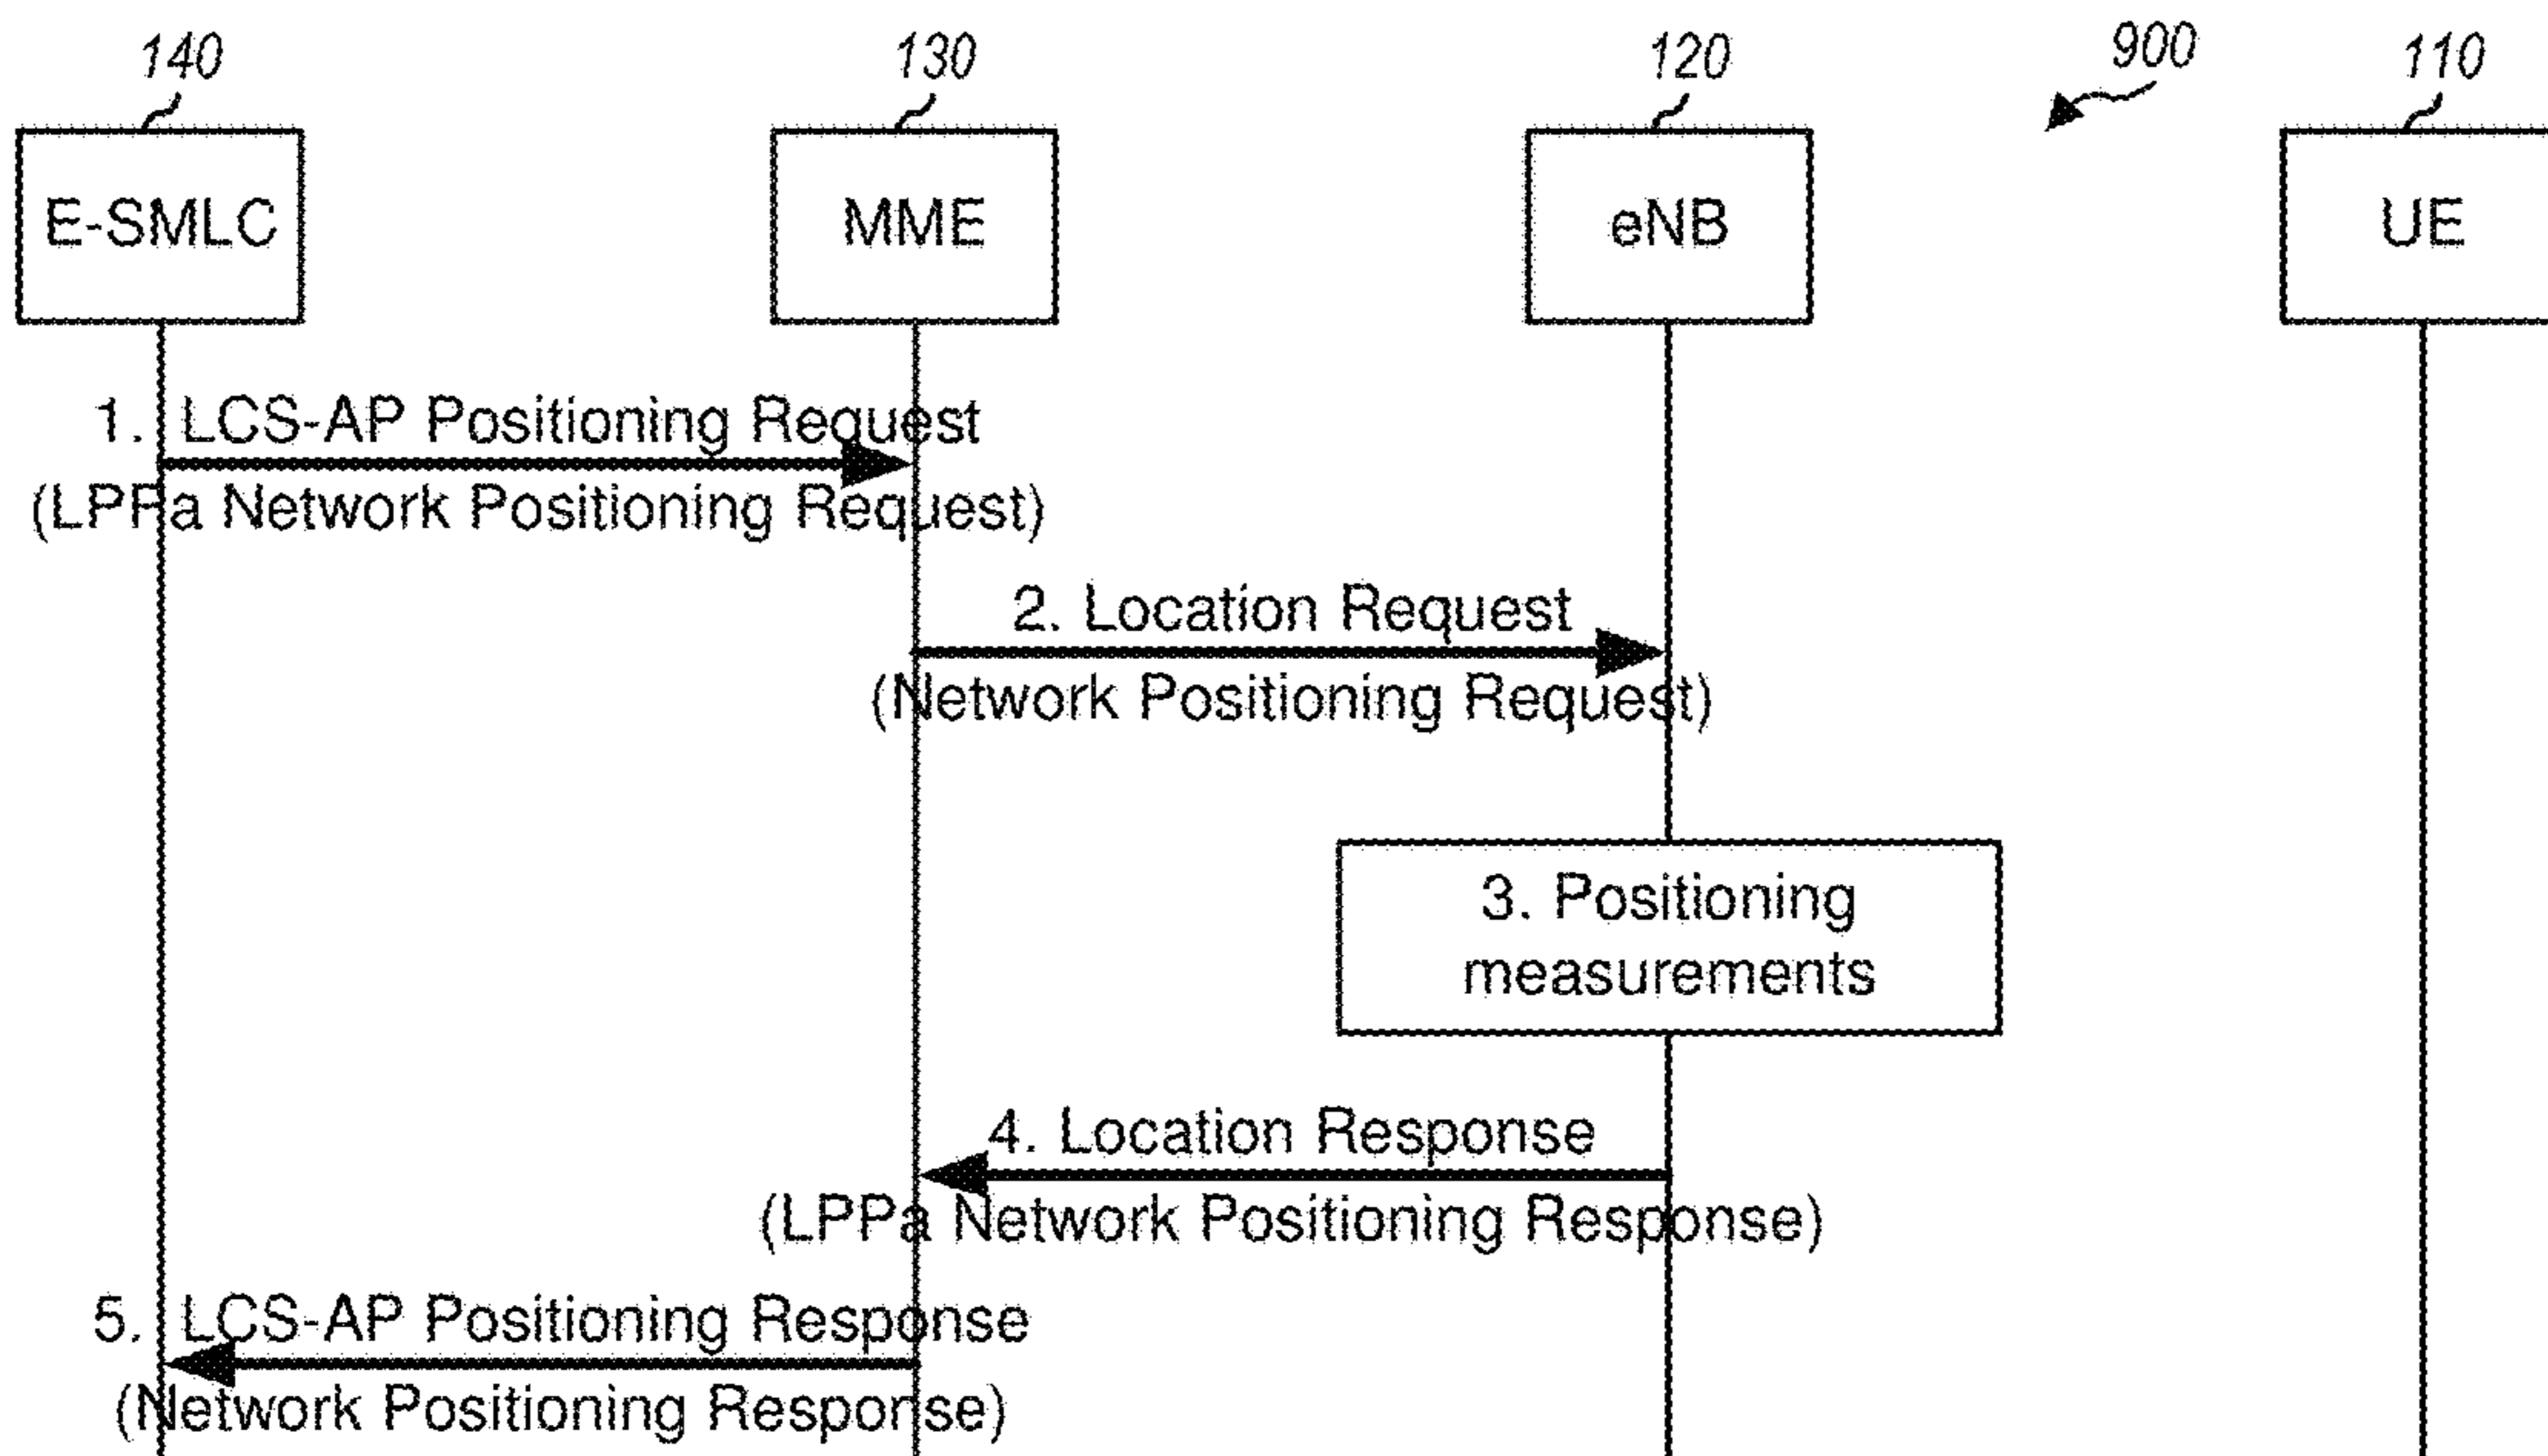 140
130
120
900
110
E-SMLC
MME
eNB
UE
1. LCS-AP Positioning Request
(LPPa Network Positioning Request)
2. Location Request
(Network Positioning Request)
3. Positioning
measurements
4. Location Response
(LPPa Network Positioning Response)
5. LCS-AP Positioning Response
(Network Positioning Response)